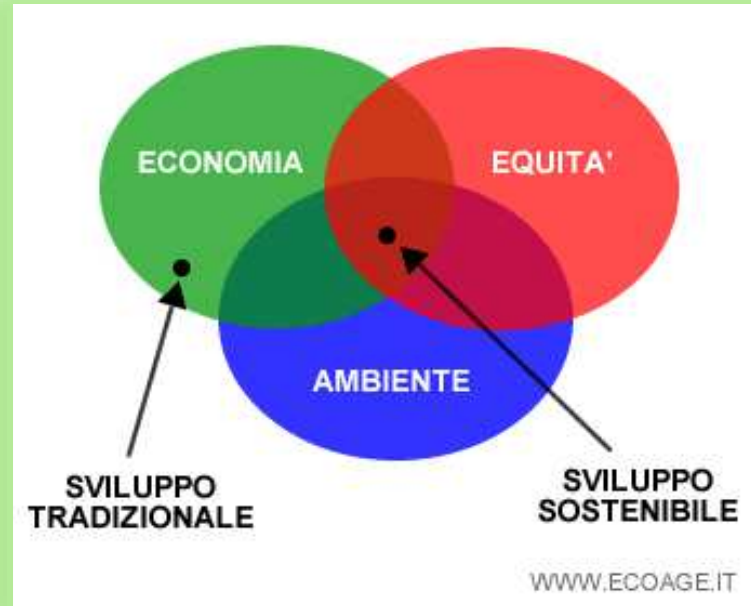 ECONOMIA
EQUITA'
AMBIENTE
SVILUPPO
TRADIZIONALE
SVILUPPO
SOSTENIBILE
WWW.ECOAGE.IT